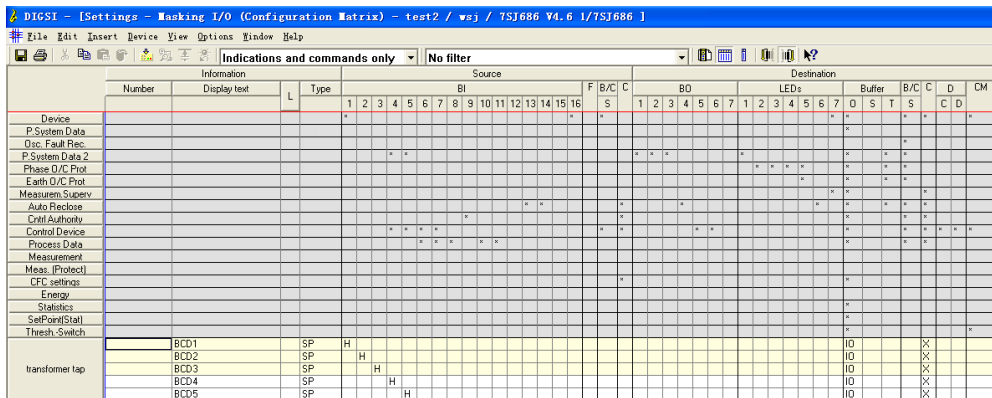 DIGSI - [Settings - Masking I/O (Configuration Matrix) - test2 / wsj / 7SJ686 V4.6 1/7SJ686 ]
File Edit Insert Device View Options Window Help
Indications and commands only No filter
Information Source Destination
Number Display text L Type BI F B/C C BO LEDs Buffer B/C C D CM
1 2 3 4 5 6 7 8 9 10 11 12 13 14 15 16 S 1 2 3 4 5 6 7 1 2 3 4 5 6 7 O S T S C D
Device
P.System Data
Osc. Fault Rec.
P.System Data 2
Phase O/C Prot
Earth O/C Prot
Measurem.Superv
Auto Reclose
Cntrl Authority
Control Device
Process Data
Measurement
Meas. (Protect)
CFC settings
Energy
Statistics
SetPoint(Stat)
Thresh.-Switch
transformer tap
BCD1 SP H IO X
BCD2 SP H IO X
BCD3 SP H IO X
BCD4 SP H IO X
BCD5 SP H IO X